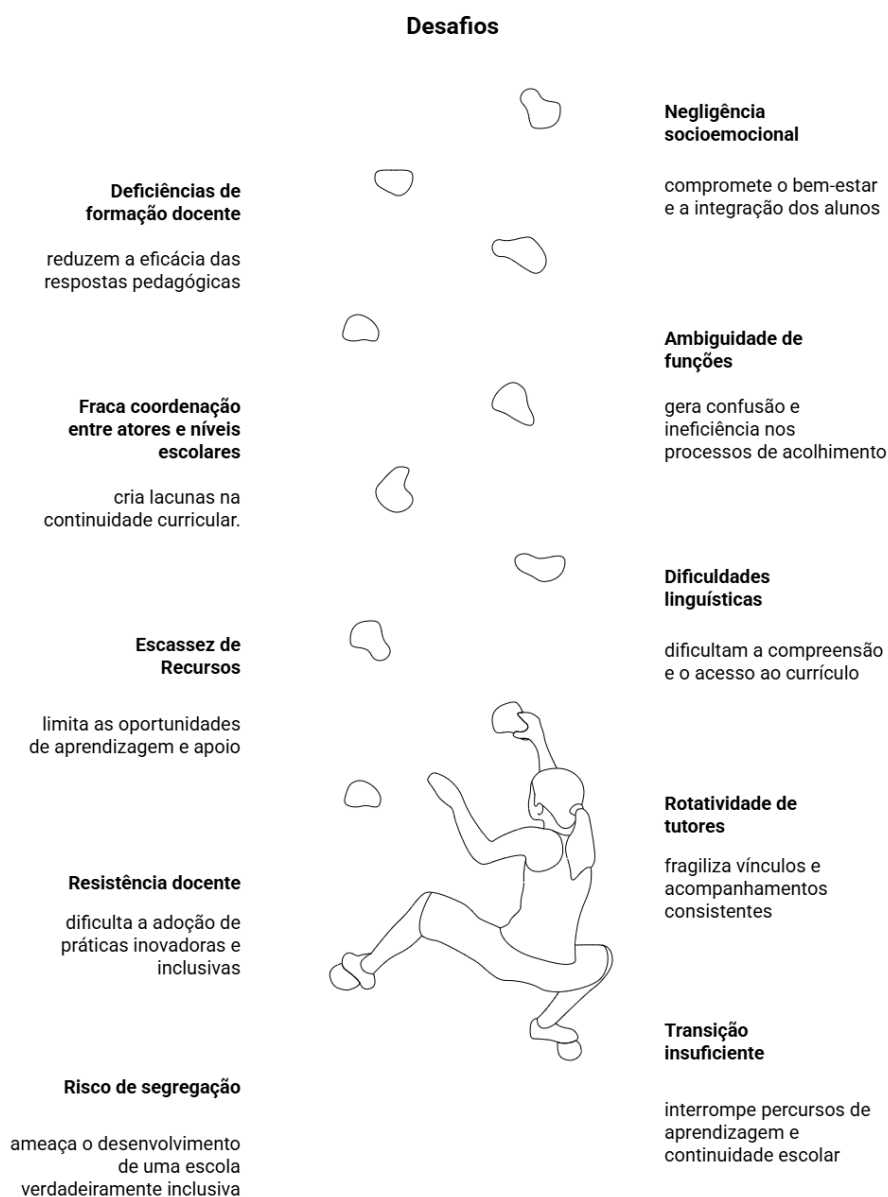 Desafios
Negligência
socioemocional
compromete o bem-estar
e a integração dos alunos
Deficiências de
formação docente
reduzem a eficácia das
respostas pedagógicas
Ambiguidade de
funções
gera confusão e
ineficiência nos
processos de acolhimento
Fraca coordenação
entre atores e níveis
escolares
cria lacunas na
continuidade curricular.
Dificuldades
linguísticas
dificultam a compreensão
e o acesso ao currículo
Escassez de
Recursos
limita as oportunidades
de aprendizagem e apoio
Rotatividade de
tutores
fragiliza vínculos e
acompanhamentos
consistentes
Resistência docente
dificulta a adoção de
práticas inovadoras e
inclusivas
Transição
insuficiente
interrompe percursos de
aprendizagem e
continuidade escolar
Risco de segregação
ameaça o desenvolvimento
de uma escola
verdadeiramente inclusiva